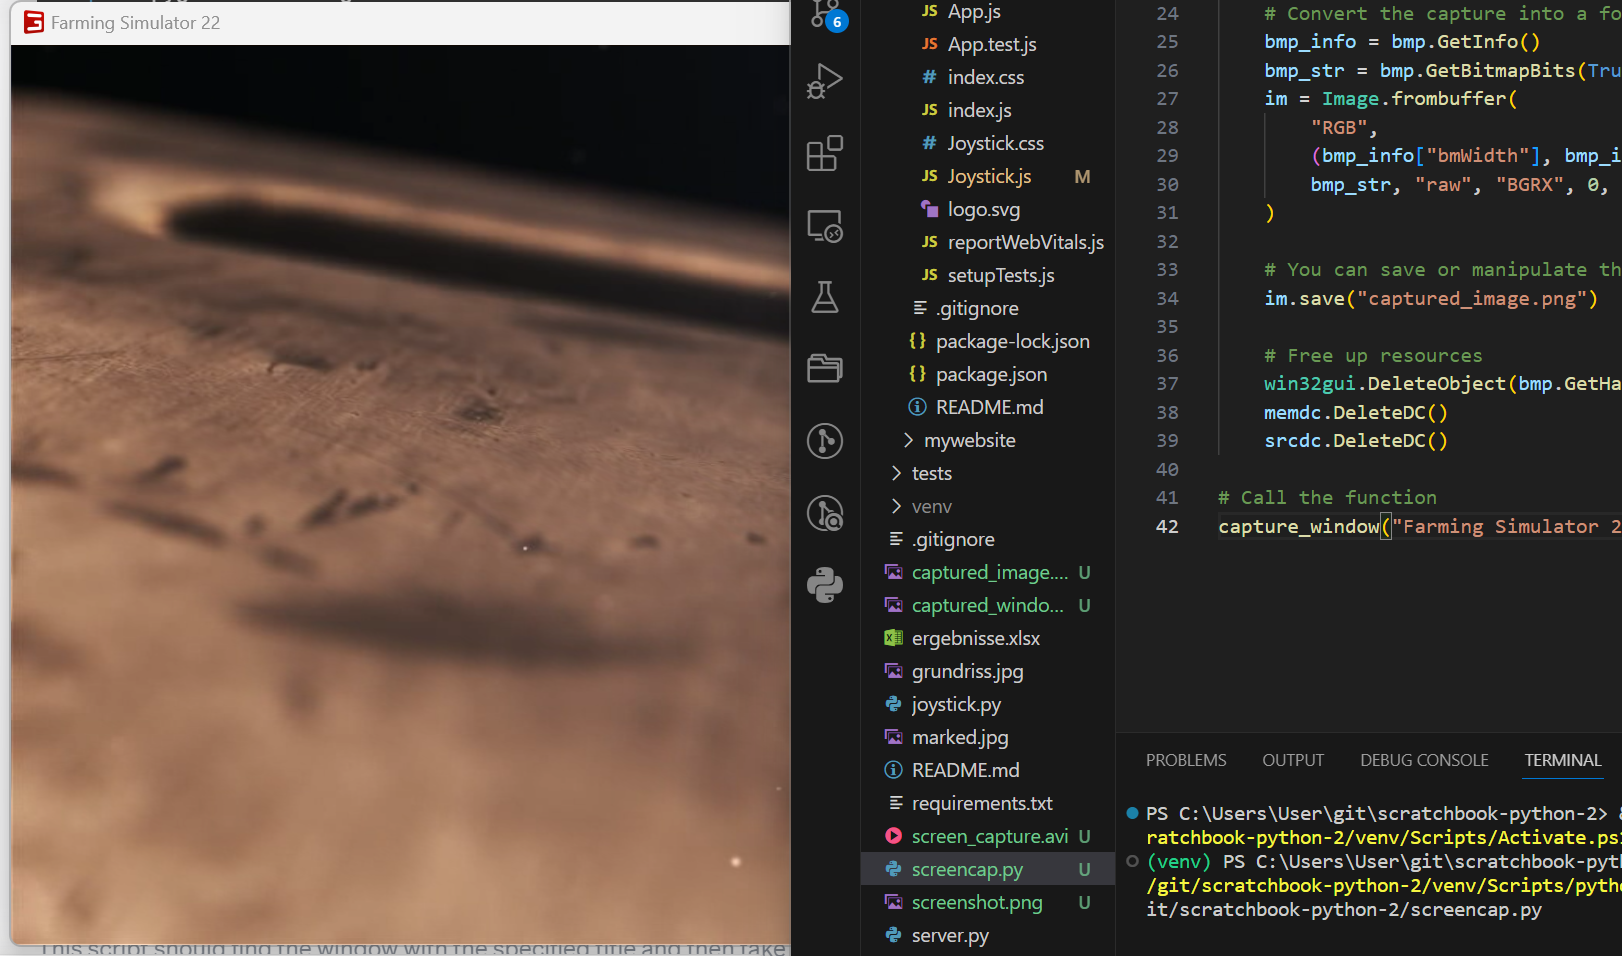 Farming Simulator 22
This script should find the window with the specified title and then take
6
JS App.js
JS App.test.js
# index.css
JS index.js
# Joystick.css
JS Joystick.js M
logo.svg
JS reportWebVitals.js
JS setupTests.js
.gitignore
{} package-lock.json
{} package.json
README.md
> mywebsite
> tests
> venv
.gitignore
captured_image.... U
captured_windo... U
ergebnisse.xlsx
grundriss.jpg
joystick.py
marked.jpg
README.md
requirements.txt
screen_capture.avi U
screencap.py U
screenshot.png U
server.py
24 # Convert the capture into a fo
25 bmp_info = bmp.GetInfo()
26 bmp_str = bmp.GetBitmapBits(Tru
27 im = Image.frombuffer(
28 "RGB",
29 (bmp_info["bmWidth"], bmp_i
30 bmp_str, "raw", "BGRX", 0,
31 )
32
33 # You can save or manipulate th
34 im.save("captured_image.png")
35
36 # Free up resources
37 win32gui.DeleteObject(bmp.GetHa
38 memdc.DeleteDC()
39 srcdc.DeleteDC()
40
41 # Call the function
42 capture_window("Farming Simulator 2
PROBLEMS OUTPUT DEBUG CONSOLE TERMINAL
PS C:\Users\User\git\scratchbook-python-2> &
ratchbook-python-2/venv/Scripts/Activate.ps1
(venv) PS C:\Users\User\git\scratchbook-pyth
/git/scratchbook-python-2/venv/Scripts/pytho
it/scratchbook-python-2/screencap.py